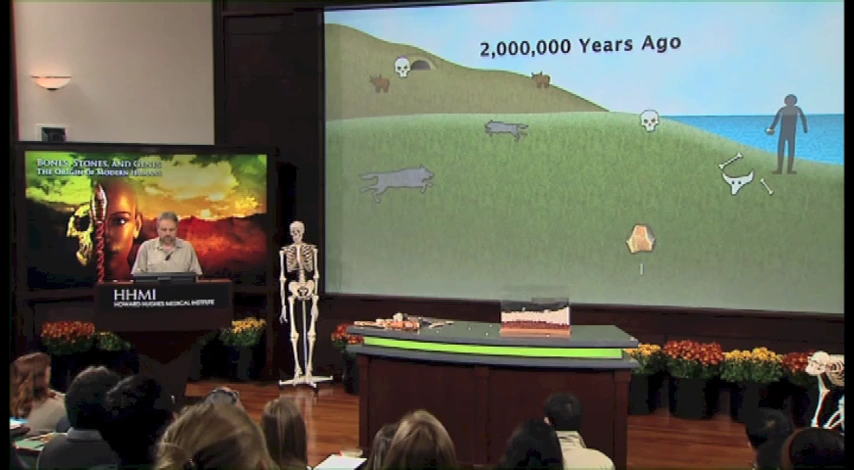 2,000,000 Years Ago
BONES, STONES, AND GENES
THE ORIGIN OF MODERN HUMANS
HHMI
HOWARD HUGHES MEDICAL INSTITUTE